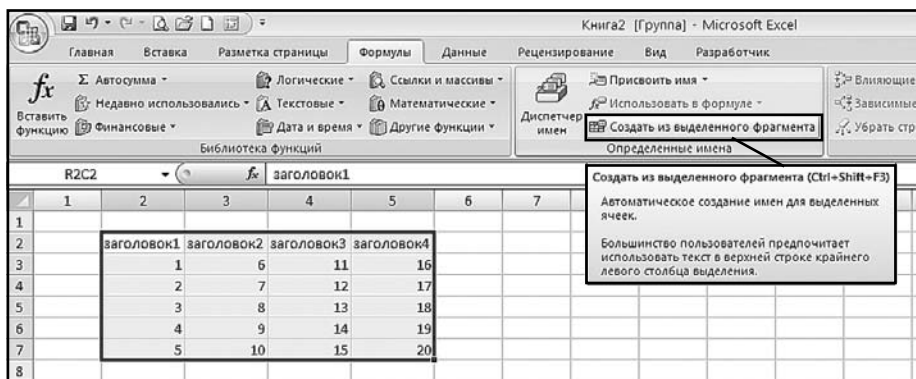 Книга2 [Группа] - Microsoft Excel
Главная Вставка Разметка страницы Формулы Данные Рецензирование Вид Разработчик
fx
Вставить функцию
Σ Автосумма
Недавно использовались
Финансовые
Логические
Текстовые
Дата и время
Ссылки и массивы
Математические
Другие функции
Библиотека функций
Диспетчер имен
Присвоить имя
Использовать в формуле
Создать из выделенного фрагмента
Определенные имена
Влияющие
Зависимые
Убрать стр
R2C2 fx заголовок1
Создать из выделенного фрагмента (Ctrl+Shift+F3)
Автоматическое создание имен для выделенных
ячеек.
Большинство пользователей предпочитает
использовать текст в верхней строке крайнего
левого столбца выделения.
1 2 3 4 5 6 7
1
2 заголовок1 заголовок2 заголовок3 заголовок4
3 1 6 11 16
4 2 7 12 17
5 3 8 13 18
6 4 9 14 19
7 5 10 15 20
8